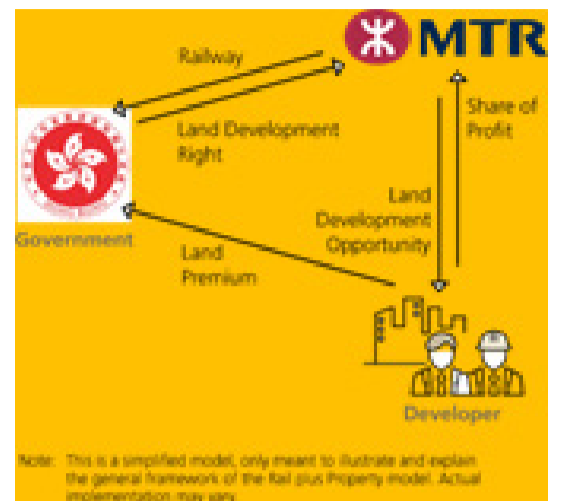 MTR
Railway
Land Development
Right
Share of
Profit
Land
Development
Opportunity
Government
Land
Premium
Developer
Note: This is a simplified model, only meant to illustrate and explain
the general framework of the Rail plus Property model. Actual
implementation may vary.